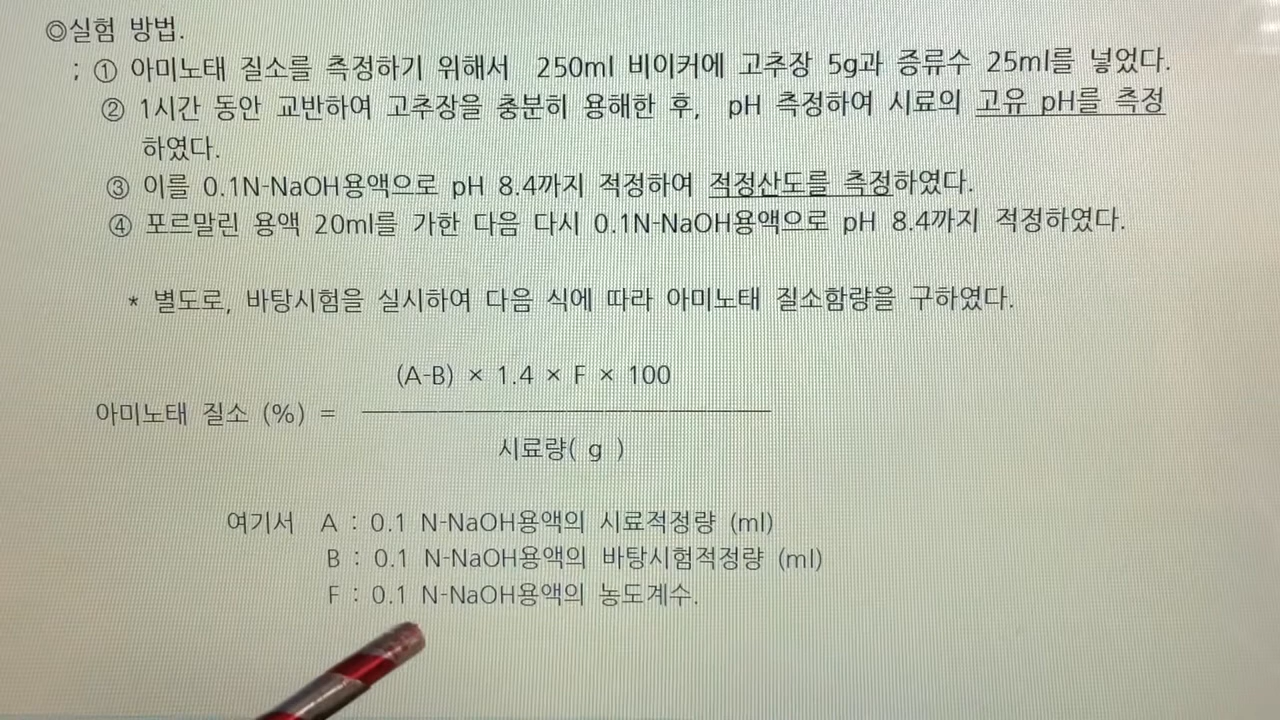 ◎실험 방법.
; ① 아미노태 질소를 측정하기 위해서 250ml 비이커에 고추장 5g과 증류수 25ml를 넣었다.
② 1시간 동안 교반하여 고추장을 충분히 용해한 후, pH 측정하여 시료의 고유 pH를 측정
하였다.
③ 이를 0.1N-NaOH용액으로 pH 8.4까지 적정하여 적정산도를 측정하였다.
④ 포르말린 용액 20ml를 가한 다음 다시 0.1N-NaOH용액으로 pH 8.4까지 적정하였다.
* 별도로, 바탕시험을 실시하여 다음 식에 따라 아미노태 질소함량을 구하였다.
(A-B) × 1.4 × F × 100
아미노태 질소 (%) =
시료량( g )
여기서 A : 0.1 N-NaOH용액의 시료적정량 (ml)
B : 0.1 N-NaOH용액의 바탕시험적정량 (ml)
F : 0.1 N-NaOH용액의 농도계수.